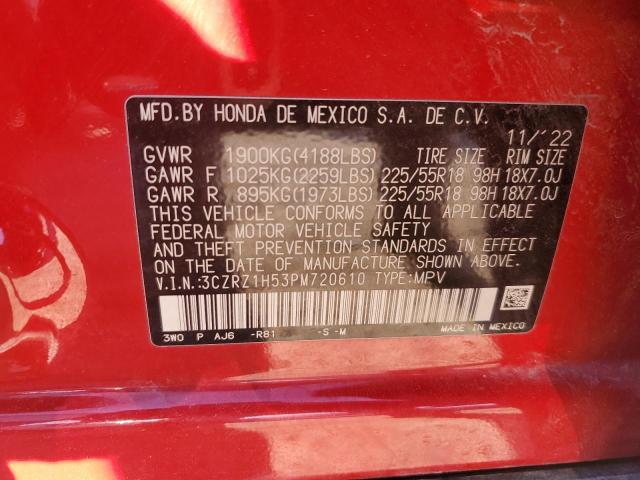 MFD.BY HONDA DE MEXICO S.A. DE C.V.
11/'22
GVWR 1900KG(4188LBS) TIRE SIZE RIM SIZE
GAWR F 1025KG(2259LBS) 225/55R18 98H 18X7.0J
GAWR R 895KG(1973LBS) 225/55R18 98H 18X7.0J
THIS VEHICLE CONFORMS TO ALL APPLICABLE
FEDERAL MOTOR VEHICLE SAFETY
AND THEFT PREVENTION STANDARDS IN EFFECT
ON THE DATE OF MANUFACTURE SHOWN ABOVE.
V.I.N.:3CZRZ1H53PM720610 TYPE:MPV
3W0 P AJ6 -R81 -S -M MADE IN MEXICO